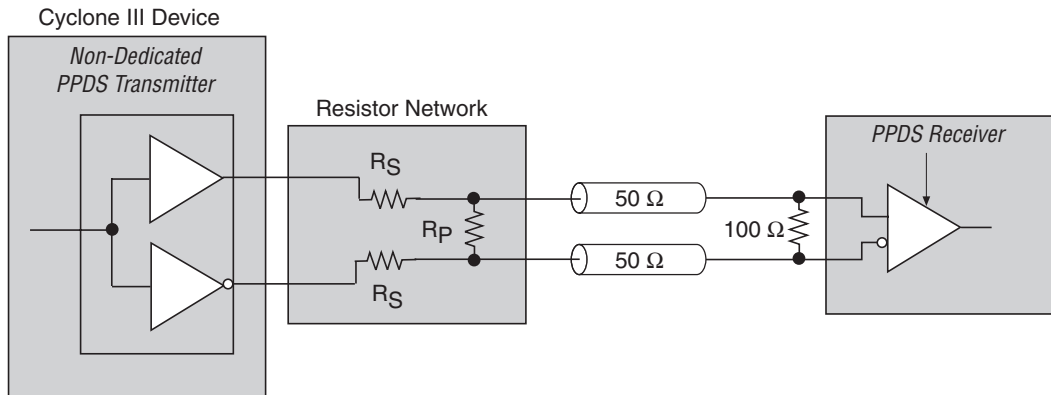 Cyclone III Device
Non-Dedicated
PPDS Transmitter
Resistor Network
PPDS Receiver
RS
50 Ω
RP
100 Ω
50 Ω
RS